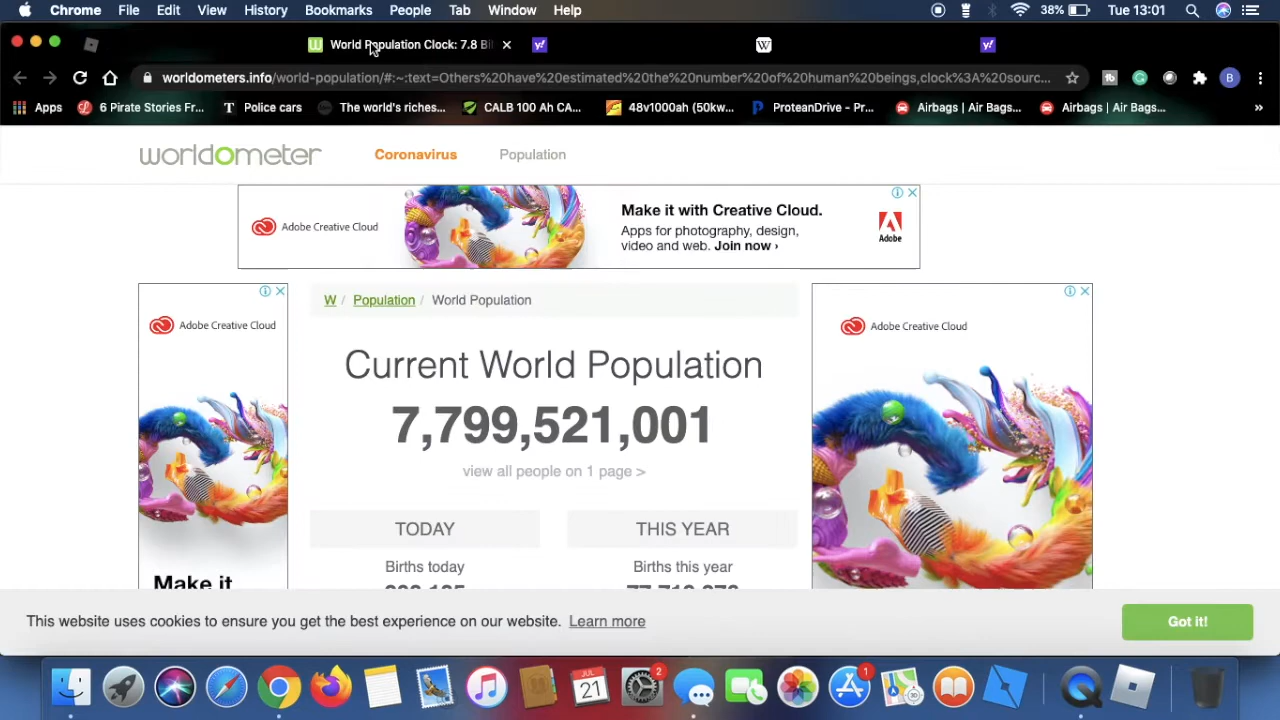 Chrome File Edit View History Bookmarks People Tab Window Help 38% Tue 13:01
World Population Clock: 7.8 Bi
worldometers.info/world-population/#:~:text=Others%20have%20estimated%20the%20number%20of%20human%20beings,clock%3A%20sourc...
Apps 6 Pirate Stories Fr... Police cars The world's riches... CALB 100 Ah CA... 48v1000ah (50kw... ProteanDrive - Pr... Airbags | Air Bags... Airbags | Air Bags... »
worldometer Coronavirus Population
Adobe Creative Cloud
Make it with Creative Cloud.
Apps for photography, design,
video and web. Join now ›
Adobe
W / Population / World Population
Adobe Creative Cloud
Make it
Current World Population
7,799,521,001
view all people on 1 page >
TODAY THIS YEAR
Births today Births this year
Adobe Creative Cloud
This website uses cookies to ensure you get the best experience on our website. Learn more Got it!
JUL
21
2
1